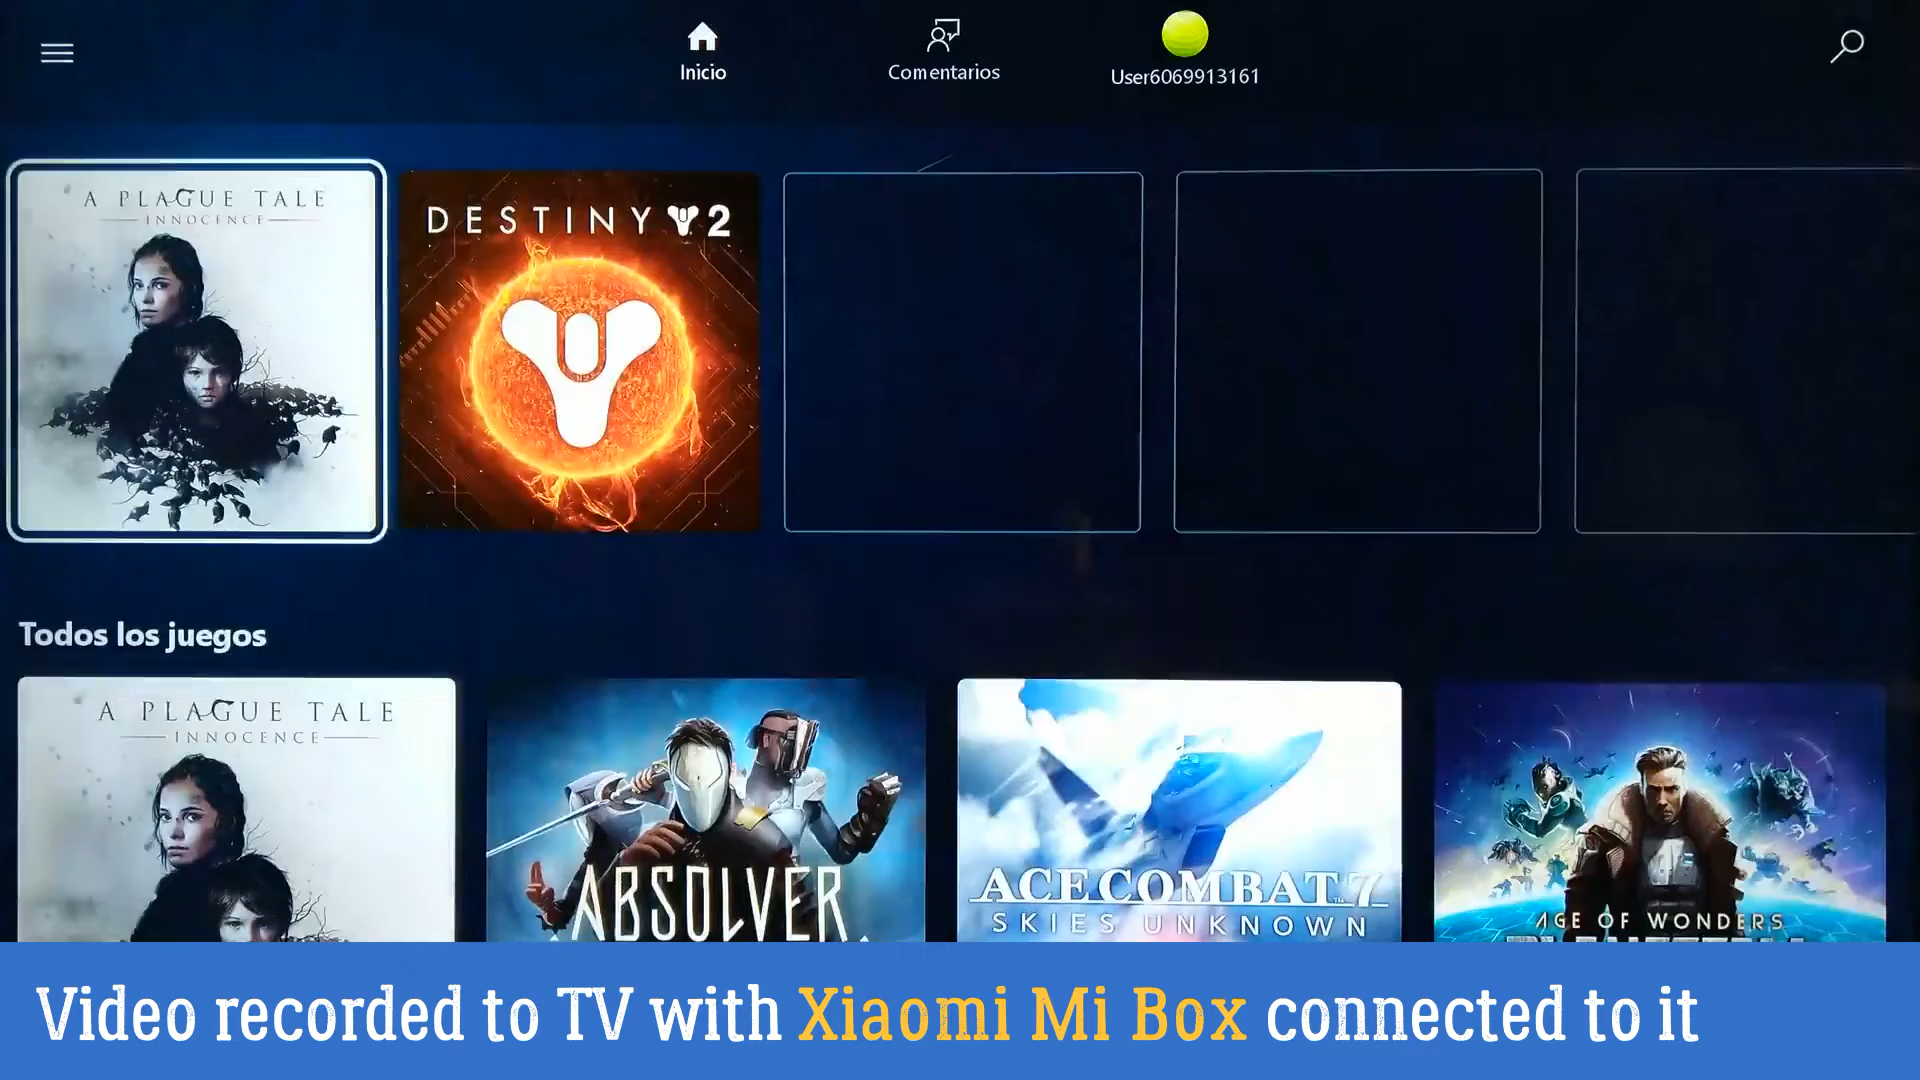 Inicio
Comentarios
User6069913161
A PLAGUE TALE
INNOCENCE
DESTINY 2
Todos los juegos
A PLAGUE TALE
INNOCENCE
ABSOLVER
ACE COMBAT 7
SKIES UNKNOWN
AGE OF WONDERS
Video recorded to TV with Xiaomi Mi Box connected to it